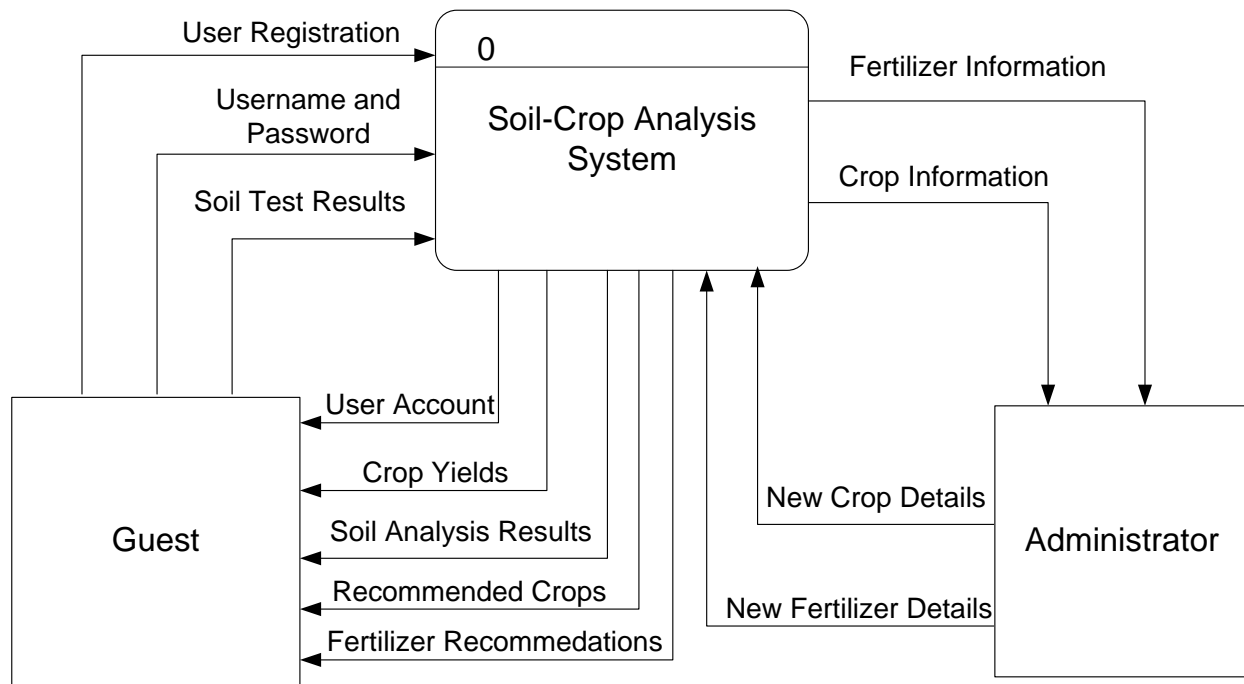 User Registration
0
Fertilizer Information
Username and
Password
Soil-Crop Analysis
System
Crop Information
Soil Test Results
User Account
Crop Yields
New Crop Details
Guest
Soil Analysis Results
Administrator
Recommended Crops
New Fertilizer Details
Fertilizer Recommedations